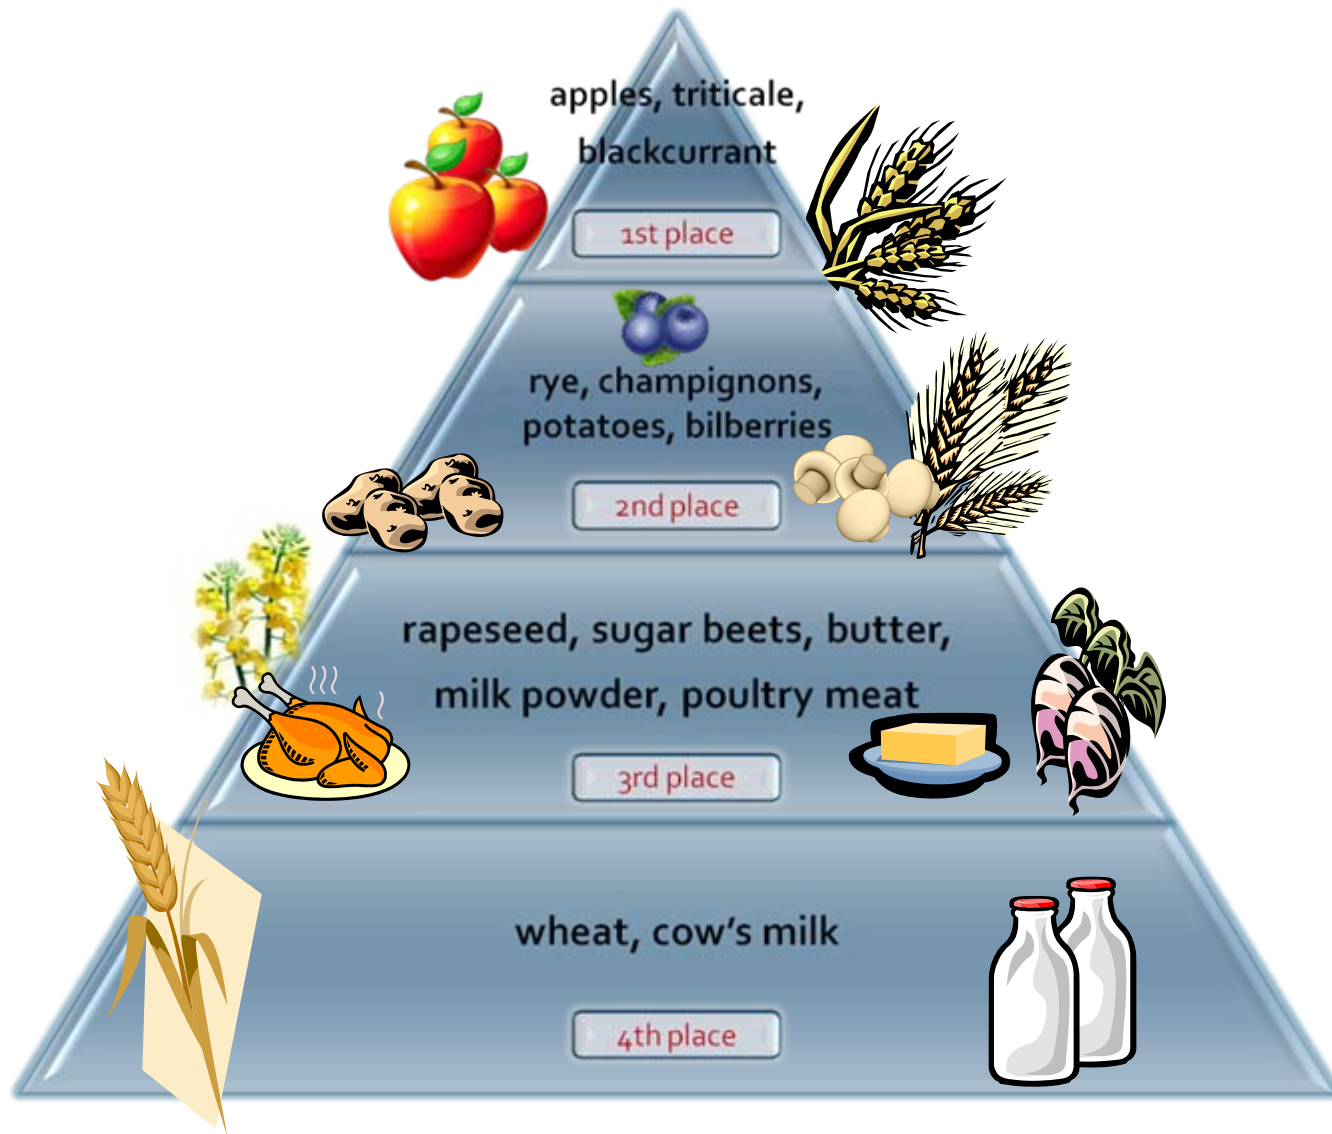 apples, triticale,
blackcurrant
1st place
rye, champignons,
potatoes, bilberries
2nd place
rapeseed, sugar beets, butter,
milk powder, poultry meat
3rd place
wheat, cow's milk
4th place